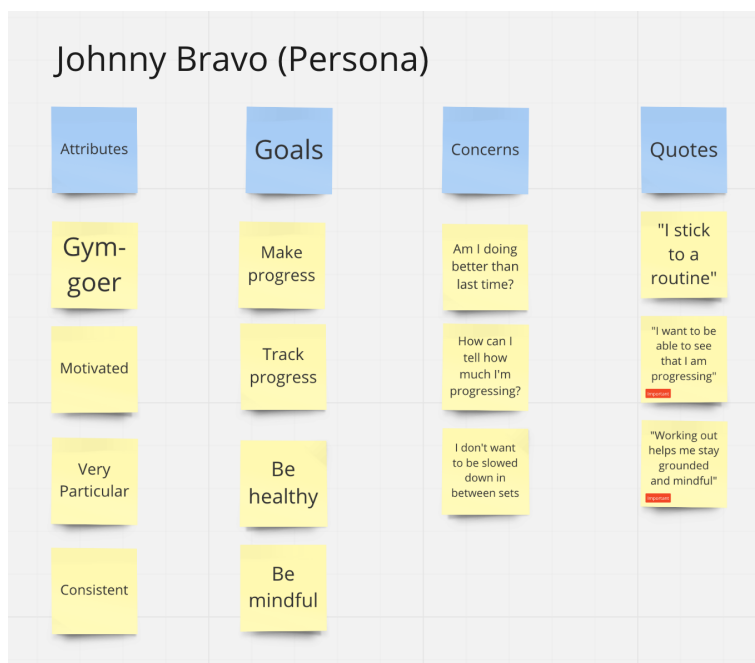 Johnny Bravo (Persona)
Attributes
Goals
Concerns
Quotes
Gym-
goer
Motivated
Very
Particular
Consistent
Make
progress
Track
progress
Be
healthy
Be
mindful
Am I doing
better than
last time?
How can I
tell how
much I'm
progressing?
I don't want
to be slowed
down in
between sets
"I stick
to a
routine"
"I want to be
able to see
that I am
progressing"
Important
"Working out
helps me stay
grounded
and mindful"
Important